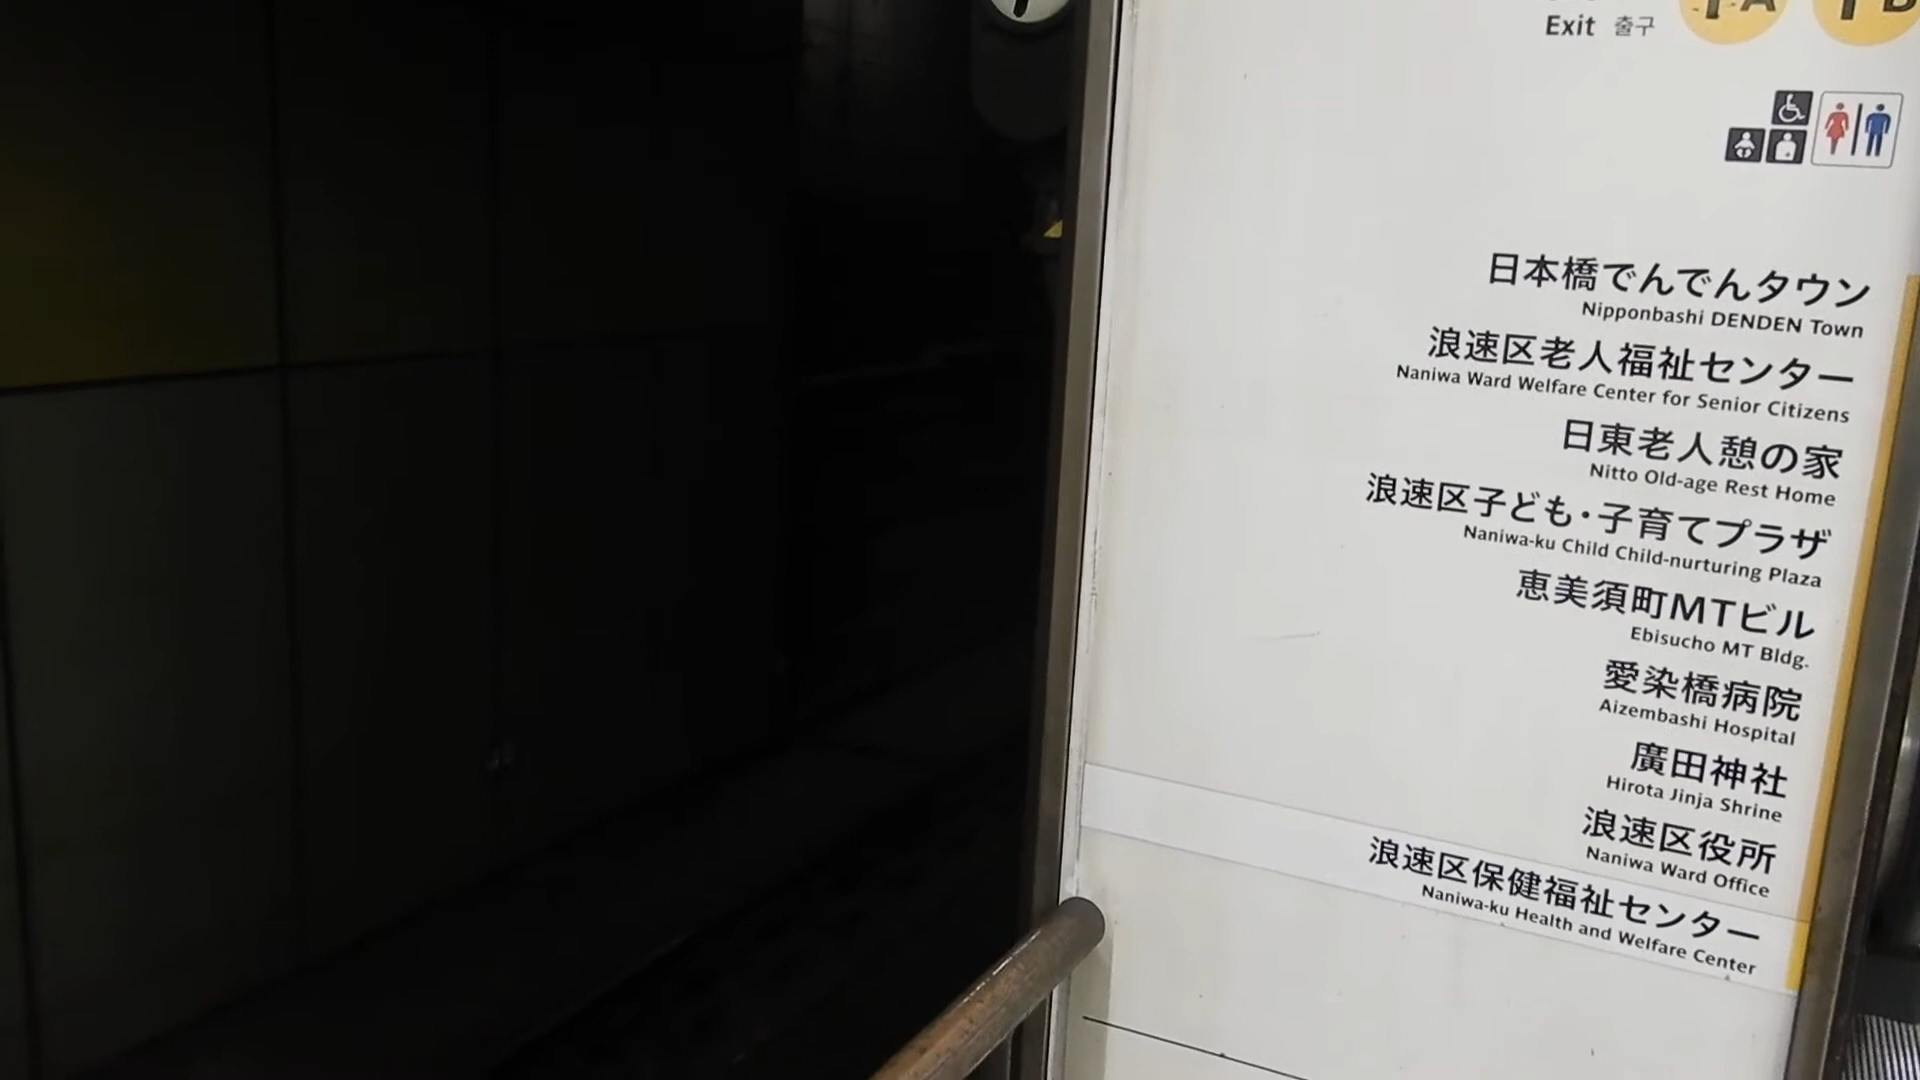 Exit 출구
日本橋でんでんタウン
Nipponbashi DENDEN Town
浪速区老人福祉センター
Naniwa Ward Welfare Center for Senior Citizens
日東老人憩の家
Nitto Old-age Rest Home
浪速区子ども・子育てプラザ
Naniwa-ku Child Child-nurturing Plaza
恵美須町MTビル
Ebisucho MT Bldg.
愛染橋病院
Aizembashi Hospital
廣田神社
Hirota Jinja Shrine
浪速区役所
Naniwa Ward Office
浪速区保健福祉センター
Naniwa-ku Health and Welfare Center